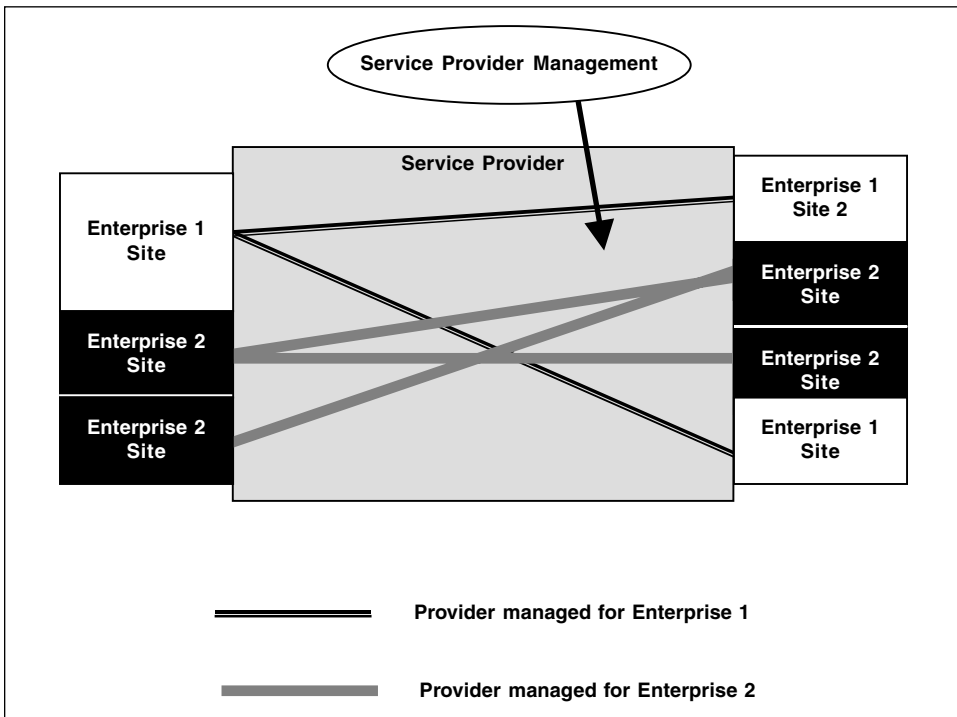 Service Provider Management
Service Provider
Enterprise 1
Site
Enterprise 2
Site
Enterprise 2
Site
Enterprise 1
Site 2
Enterprise 2
Site
Enterprise 2
Site
Enterprise 1
Site
Provider managed for Enterprise 1
Provider managed for Enterprise 2